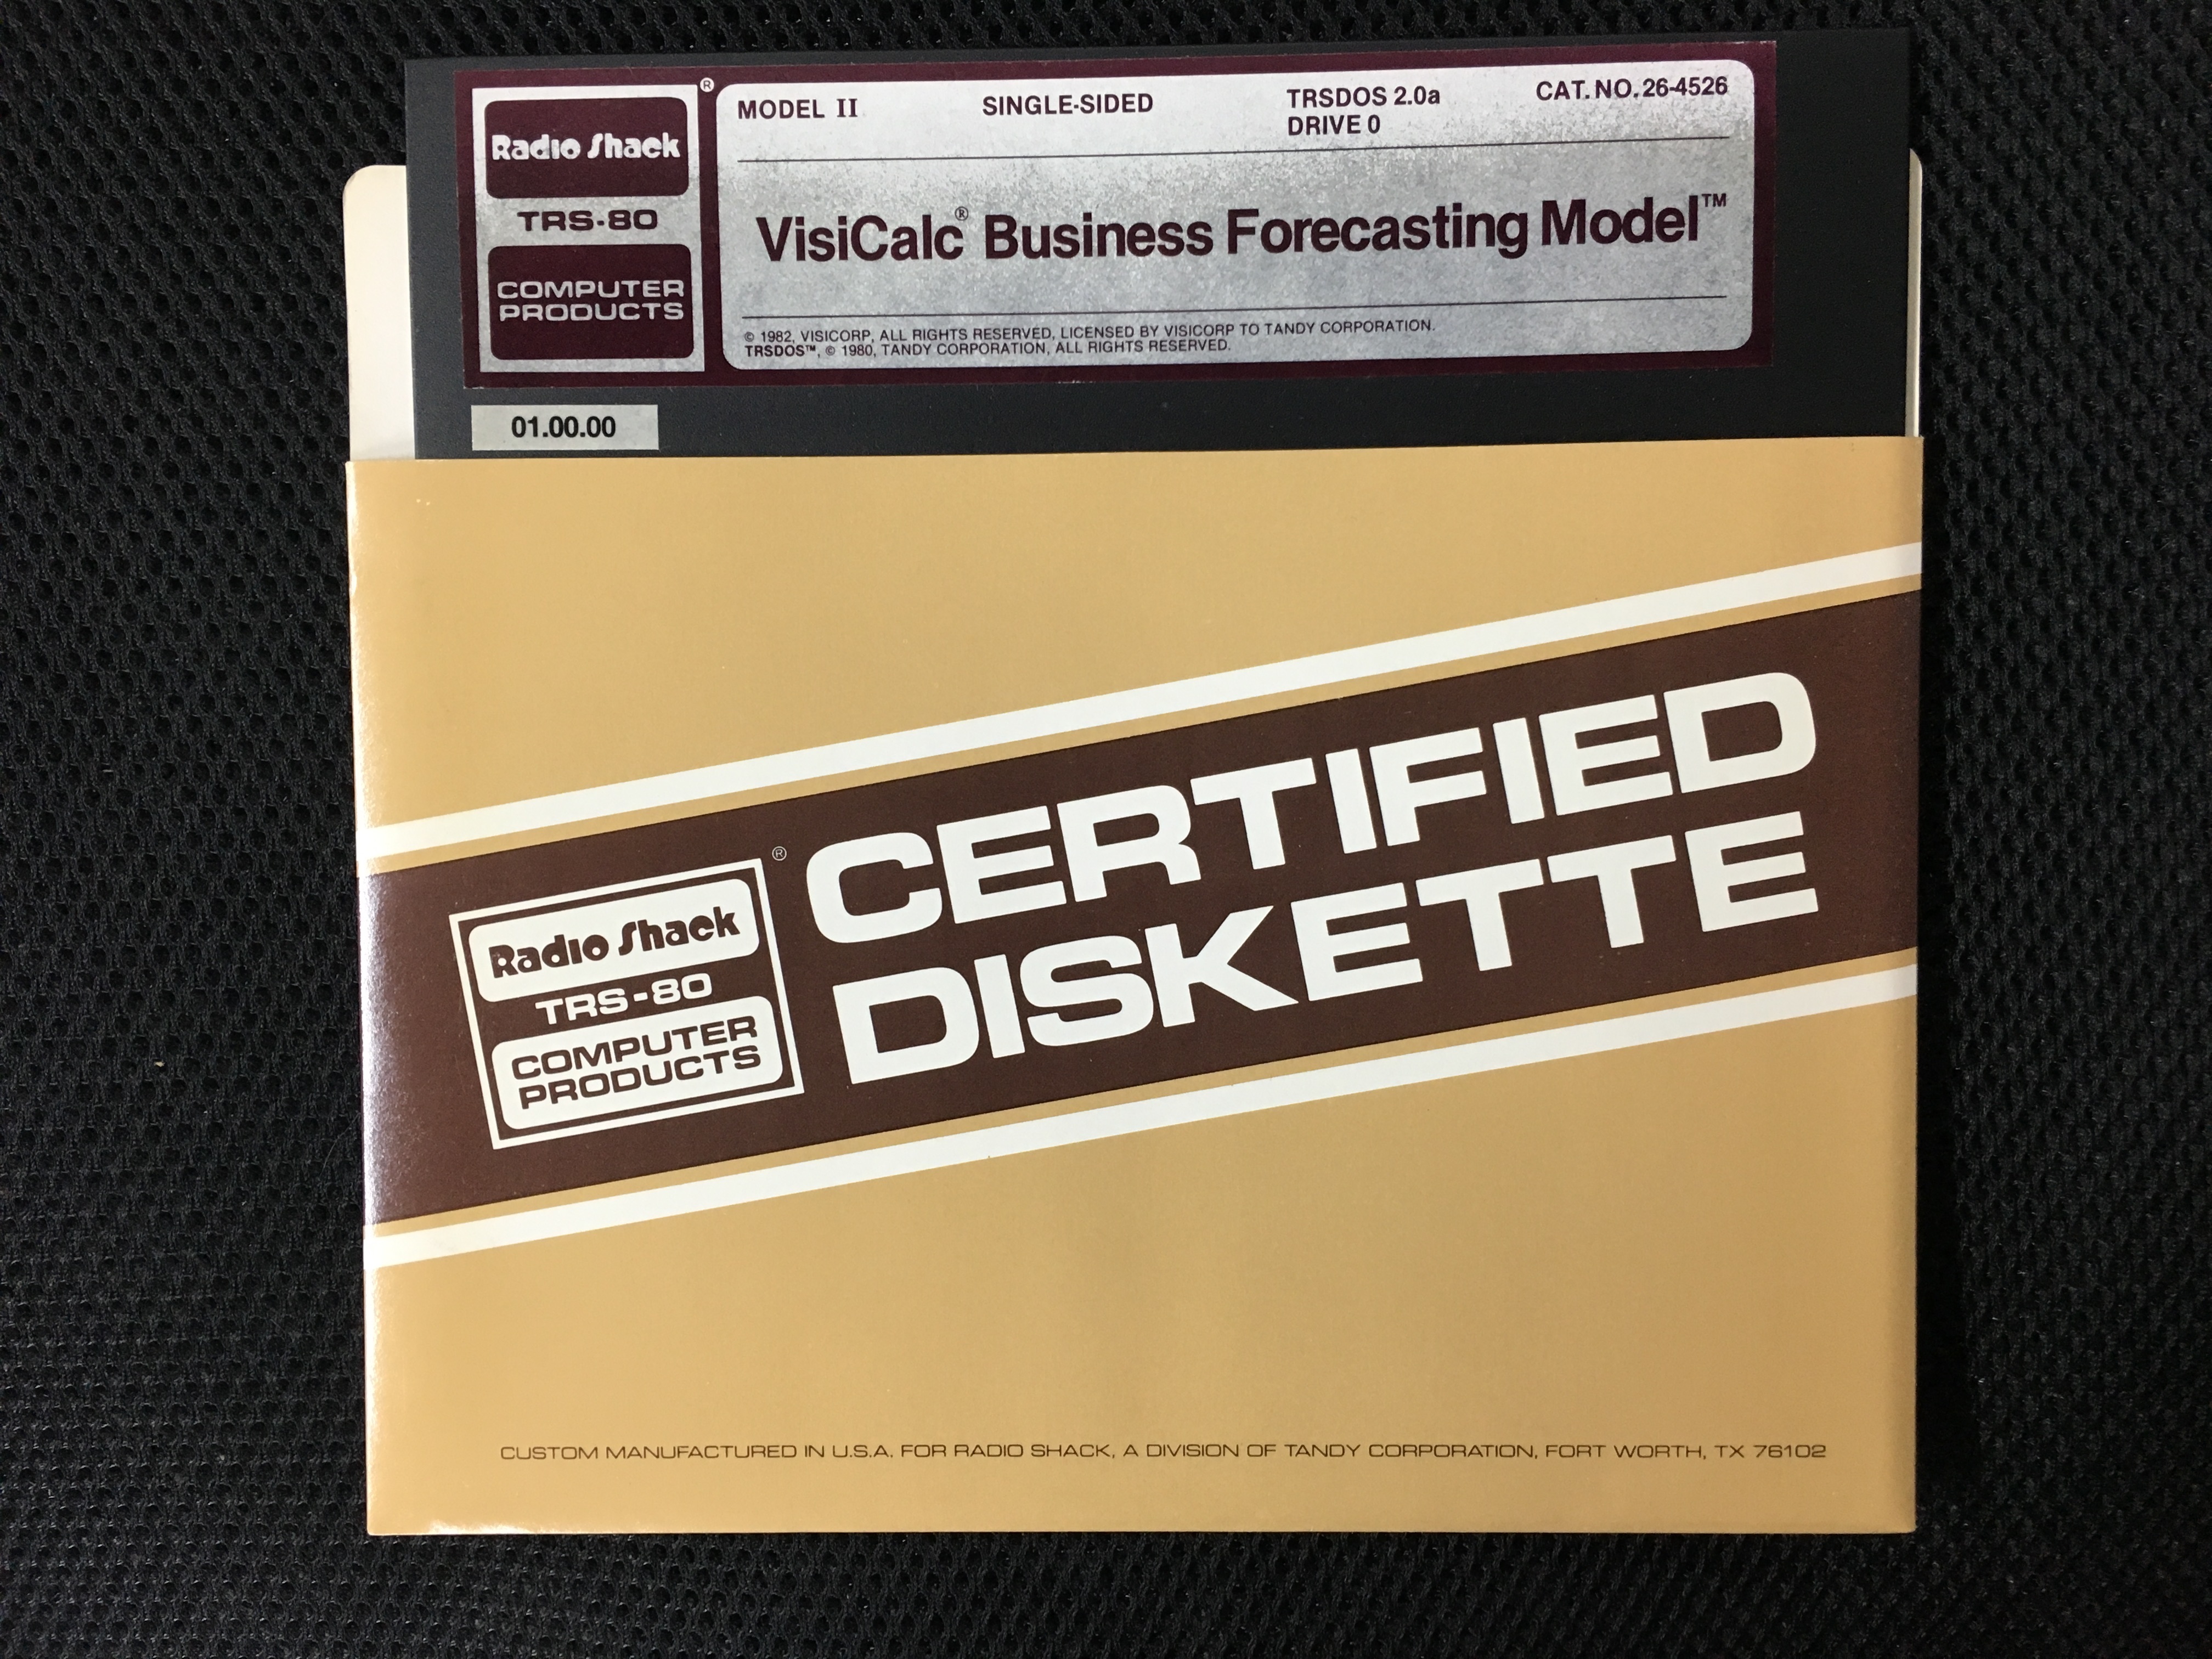 Radio Shack®
TRS-80
COMPUTER
PRODUCTS
MODEL II SINGLE-SIDED TRSDOS 2.0a CAT. NO. 26-4526
DRIVE 0
VisiCalc® Business Forecasting Model™
© 1982, VISICORP, ALL RIGHTS RESERVED, LICENSED BY VISICORP TO TANDY CORPORATION.
TRSDOS™, © 1980, TANDY CORPORATION, ALL RIGHTS RESERVED.
01.00.00
Radio Shack®
TRS-80
COMPUTER
PRODUCTS
CERTIFIED
DISKETTE
CUSTOM MANUFACTURED IN U.S.A. FOR RADIO SHACK, A DIVISION OF TANDY CORPORATION, FORT WORTH, TX 76102